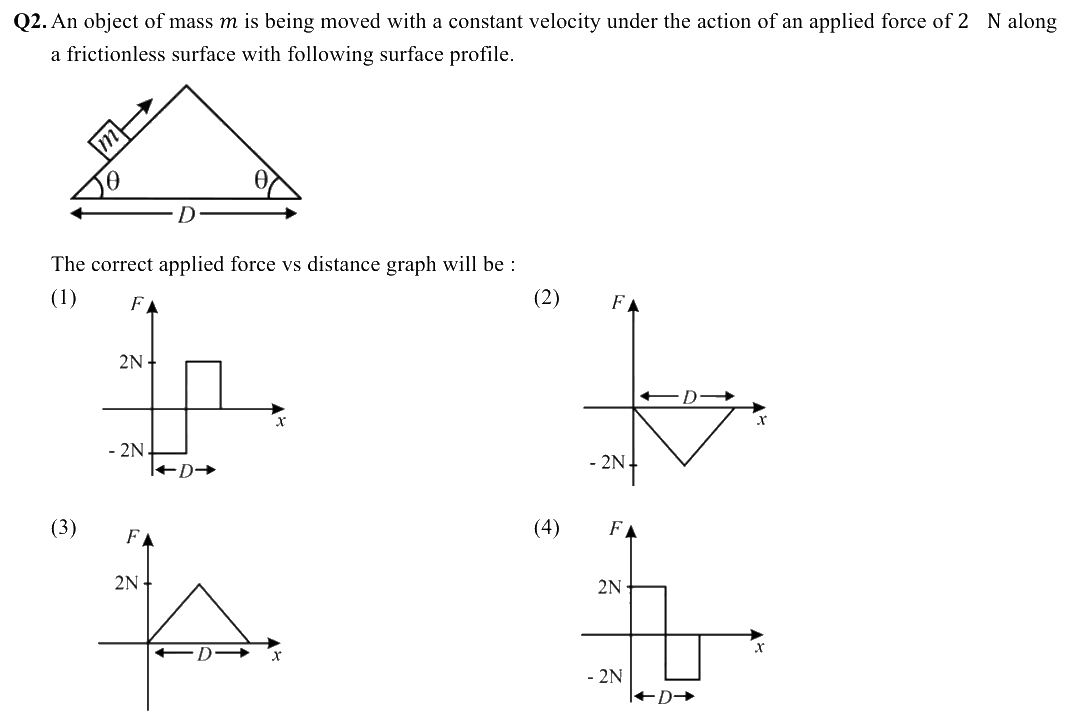 Q2. An object of mass m is being moved with a constant velocity under the action of an applied force of 2 N along
a frictionless surface with following surface profile.
m
θ θ
D
The correct applied force vs distance graph will be :
(1) F
2N
x
- 2N
D
(2) F
D
x
- 2N
(3) F
2N
D x
(4) F
2N
x
- 2N
D